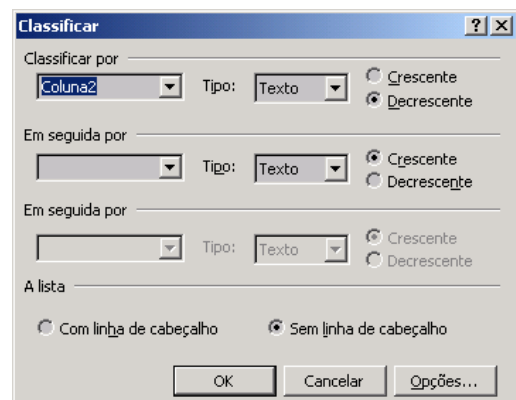 Classificar
Classificar por
Coluna2 Tipo: Texto Crescente
Decrescente
Em seguida por
Tipo: Texto Crescente
Decrescente
Em seguida por
Tipo: Texto Crescente
Decrescente
A lista
Com linha de cabeçalho Sem linha de cabeçalho
OK Cancelar Opções...